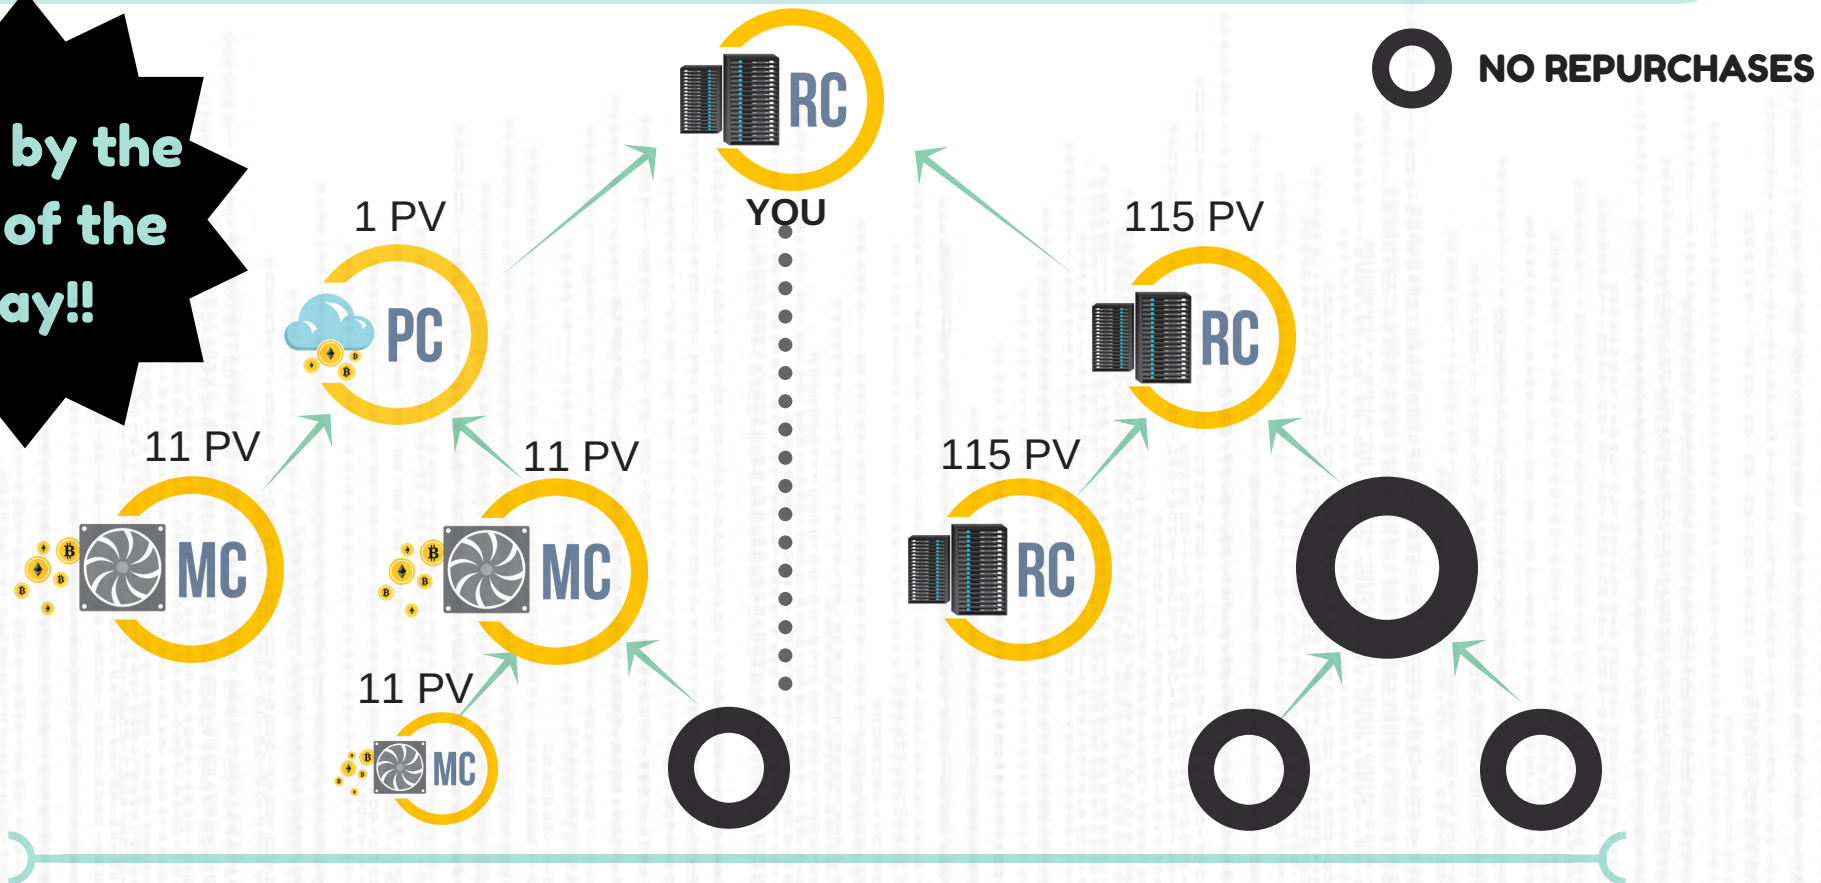 NO REPURCHASES
by the
of the
ay!!
RC
YOU
1 PV
115 PV
PC
RC
11 PV
11 PV
115 PV
MC
MC
RC
11 PV
MC